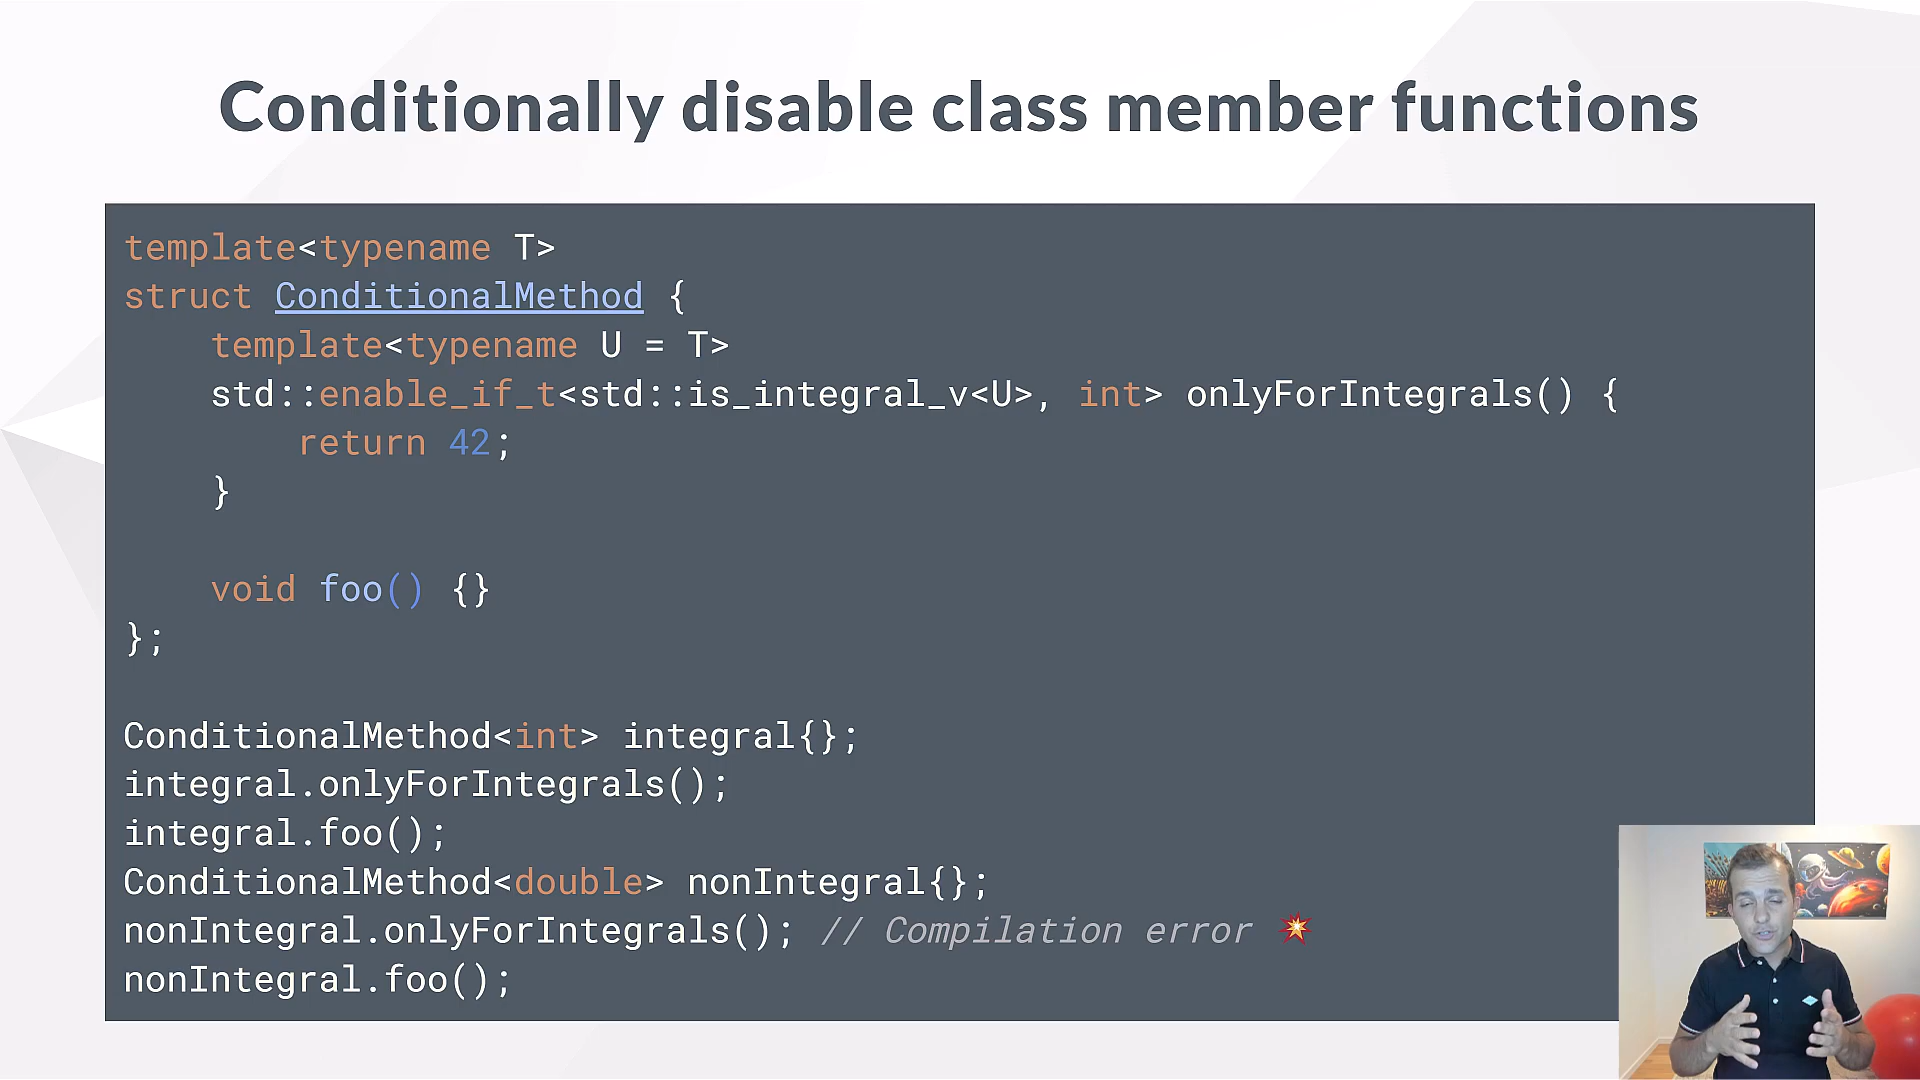 Conditionally disable class member functions
template<typename T>
struct ConditionalMethod {
    template<typename U = T>
    std::enable_if_t<std::is_integral_v<U>, int> onlyForIntegrals() {
        return 42;
    }
    void foo() {}
};
ConditionalMethod<int> integral{};
integral.onlyForIntegrals();
integral.foo();
ConditionalMethod<double> nonIntegral{};
nonIntegral.onlyForIntegrals(); // Compilation error 💥
nonIntegral.foo();